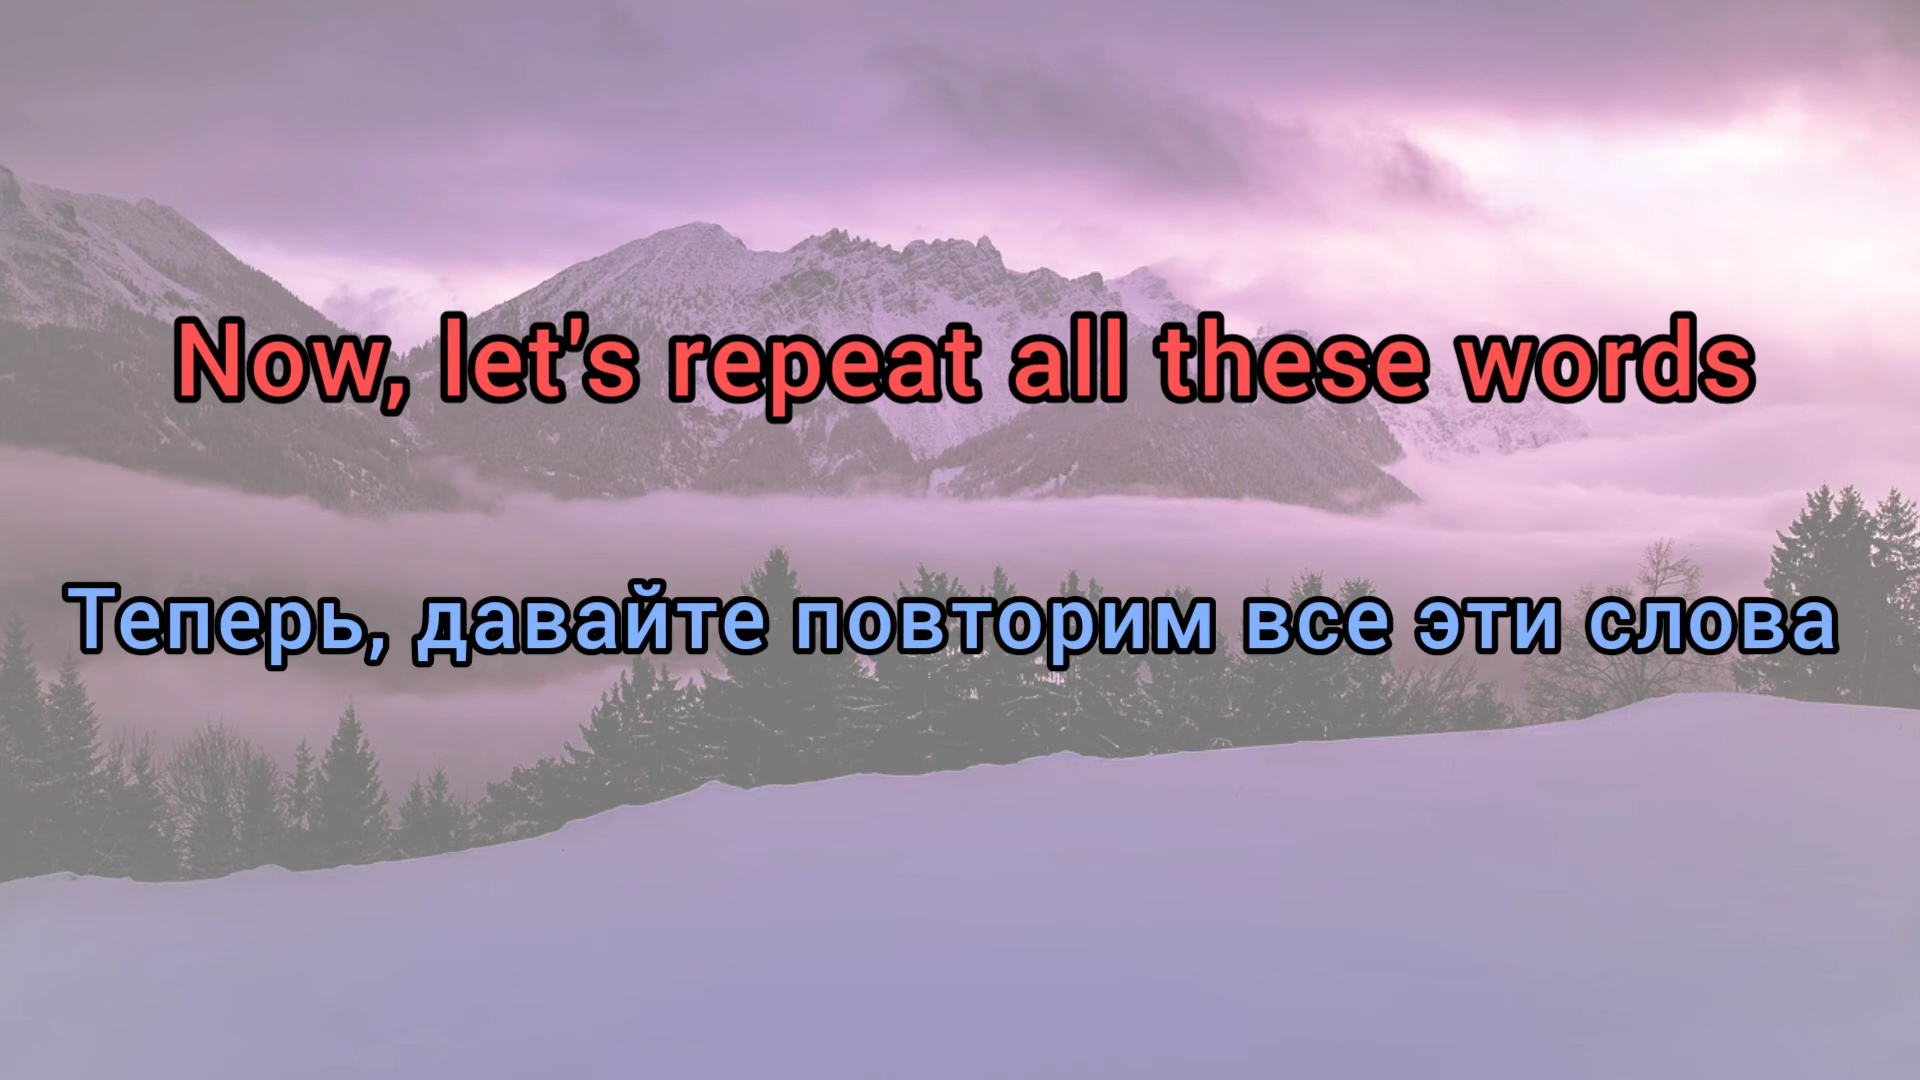 Now, let's repeat all these words
Теперь, давайте повторим все эти слова